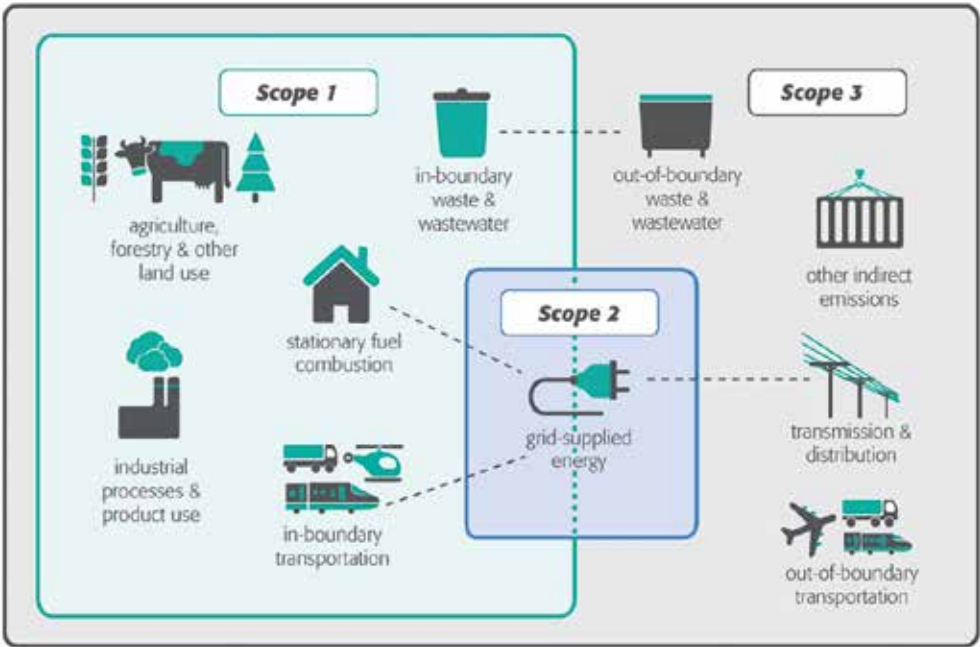 Scope 1
Scope 3
in-boundary
waste &
wastewater
out-of-boundary
waste &
wastewater
agriculture,
forestry & other
land use
other indirect
emissions
Scope 2
stationary fuel
combustion
grid-supplied
energy
transmission &
distribution
industrial
processes &
product use
in-boundary
transportation
out-of-boundary
transportation